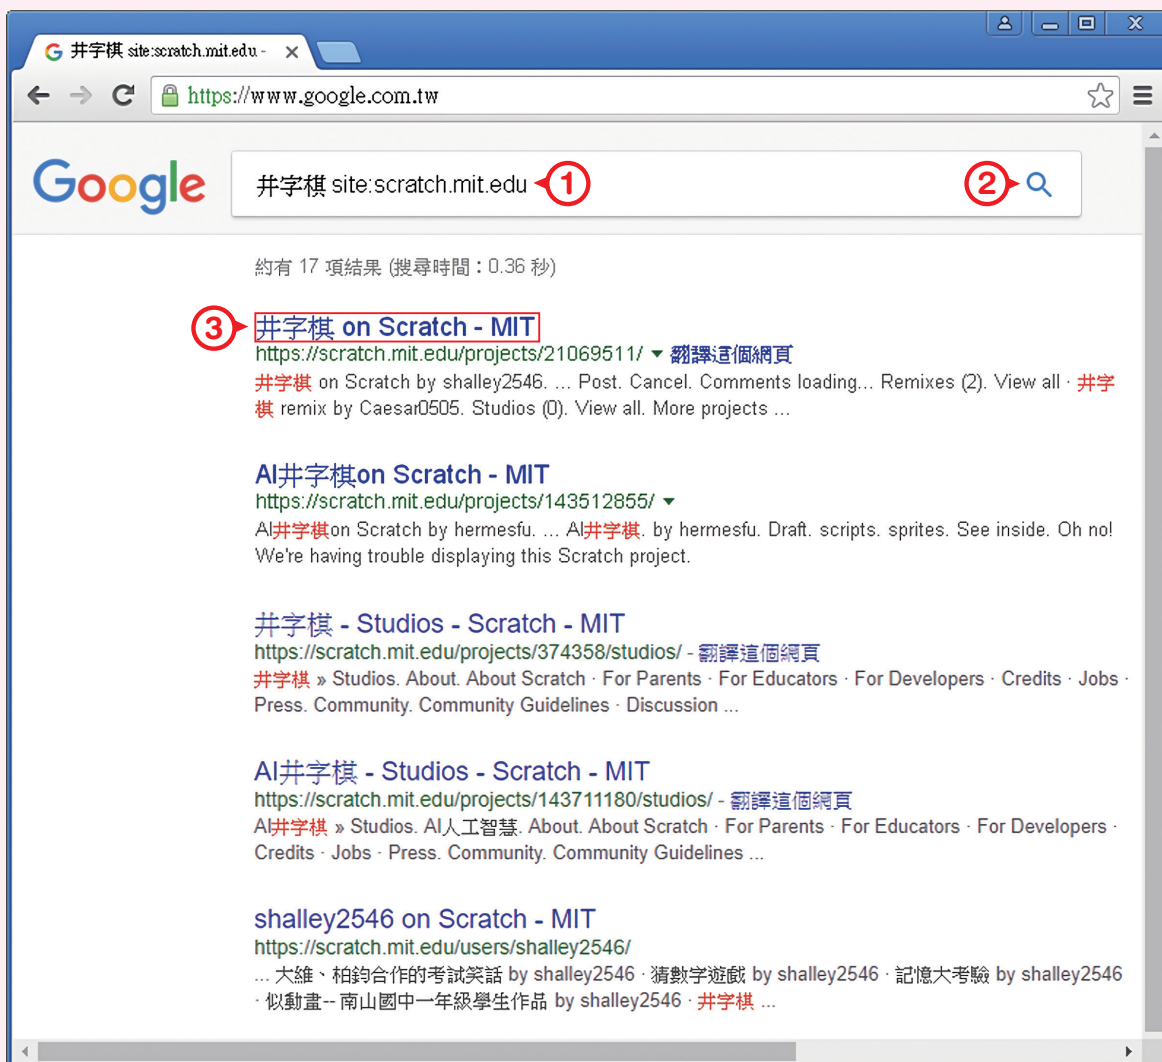 井字棋 site:scratch.mit.edu -
https://www.google.com.tw
Google
井字棋 site:scratch.mit.edu 1
2
約有 17 項結果 (搜尋時間：0.36 秒)
3 井字棋 on Scratch - MIT
https://scratch.mit.edu/projects/21069511/ ▼ 翻譯這個網頁
井字棋 on Scratch by shalley2546. ... Post. Cancel. Comments loading... Remixes (2). View all · 井字
棋 remix by Caesar0505. Studios (0). View all. More projects ...
AI井字棋on Scratch - MIT
https://scratch.mit.edu/projects/143512855/ ▼
AI井字棋on Scratch by hermesfu. ... AI井字棋. by hermesfu. Draft. scripts. sprites. See inside. Oh no!
We're having trouble displaying this Scratch project.
井字棋 - Studios - Scratch - MIT
https://scratch.mit.edu/projects/374358/studios/ - 翻譯這個網頁
井字棋 » Studios. About. About Scratch · For Parents · For Educators · For Developers · Credits · Jobs ·
Press. Community. Community Guidelines · Discussion ...
AI井字棋 - Studios - Scratch - MIT
https://scratch.mit.edu/projects/143711180/studios/ - 翻譯這個網頁
AI井字棋 » Studios. AI人工智慧. About. About Scratch · For Parents · For Educators · For Developers ·
Credits · Jobs · Press. Community. Community Guidelines ...
shalley2546 on Scratch - MIT
https://scratch.mit.edu/users/shalley2546/
... 大維、柏鈞合作的考試笑話 by shalley2546 · 猜數字遊戲 by shalley2546 · 記憶大考驗 by shalley2546
· 似動畫-- 南山國中一年級學生作品 by shalley2546 · 井字棋 ...